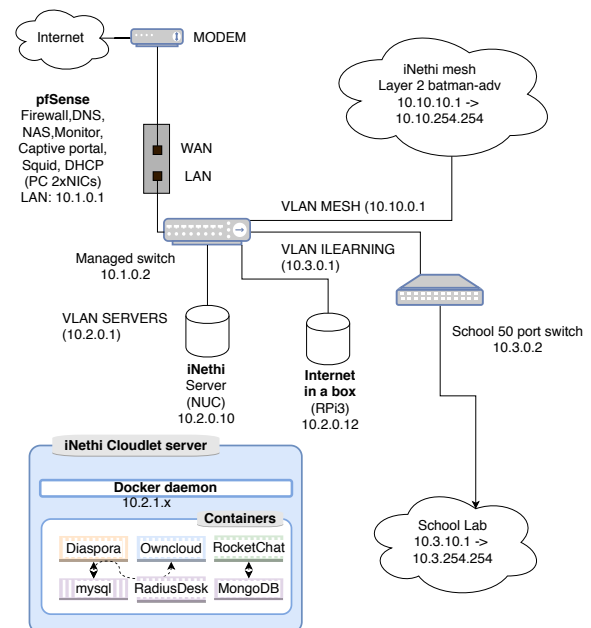 Internet
MODEM
iNethi mesh
Layer 2 batman-adv
10.10.10.1 ->
10.10.254.254
pfSense
Firewall,DNS,
NAS,Monitor,
Captive portal,
Squid, DHCP
(PC 2xNICs)
LAN: 10.1.0.1
WAN
LAN
VLAN MESH (10.10.0.1
Managed switch
10.1.0.2
VLAN ILEARNING
(10.3.0.1)
VLAN SERVERS
(10.2.0.1)
School 50 port switch
10.3.0.2
iNethi
Server
(NUC)
10.2.0.10
Internet
in a box
(RPi3)
10.2.0.12
iNethi Cloudlet server
Docker daemon
10.2.1.x
Containers
Diaspora
Owncloud
RocketChat
mysql
RadiusDesk
MongoDB
School Lab
10.3.10.1 ->
10.3.254.254